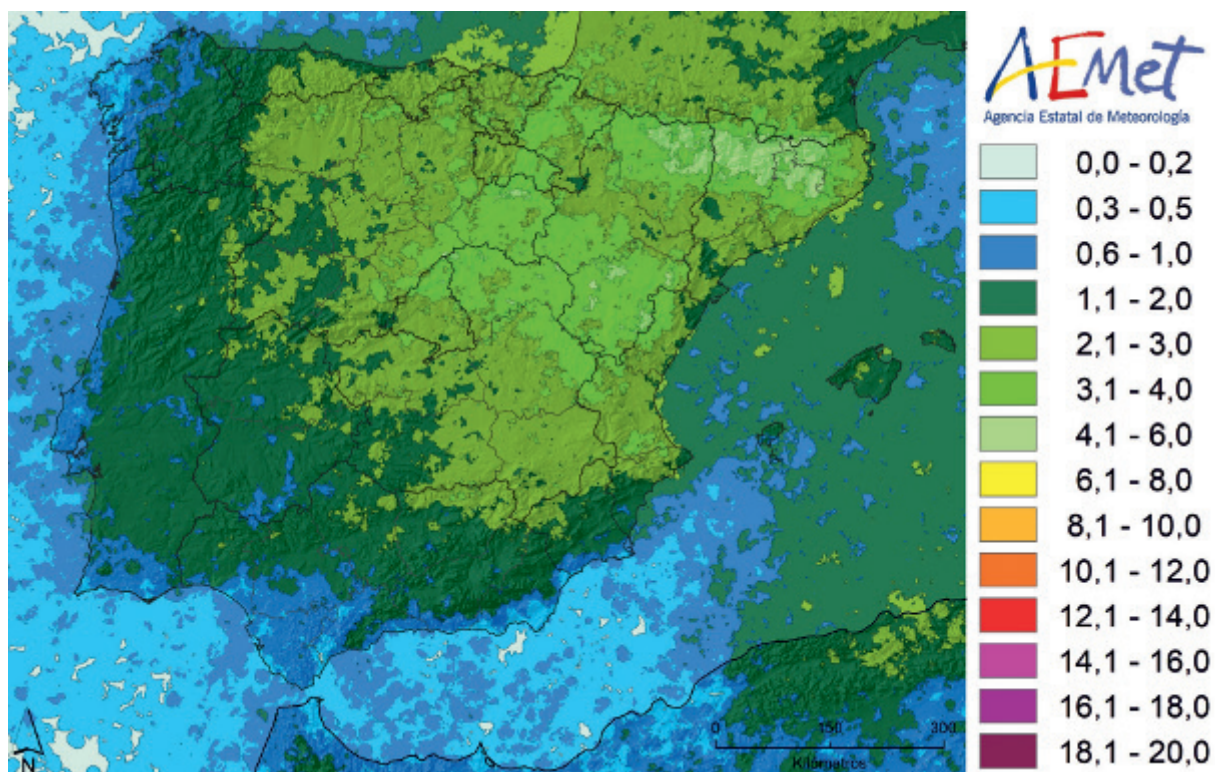 AEMet
Agencia Estatal de Meteorología
0,0 - 0,2
0,3 - 0,5
0,6 - 1,0
1,1 - 2,0
2,1 - 3,0
3,1 - 4,0
4,1 - 6,0
6,1 - 8,0
8,1 - 10,0
10,1 - 12,0
12,1 - 14,0
14,1 - 16,0
16,1 - 18,0
18,1 - 20,0
0 150 300
Kilómetros
N